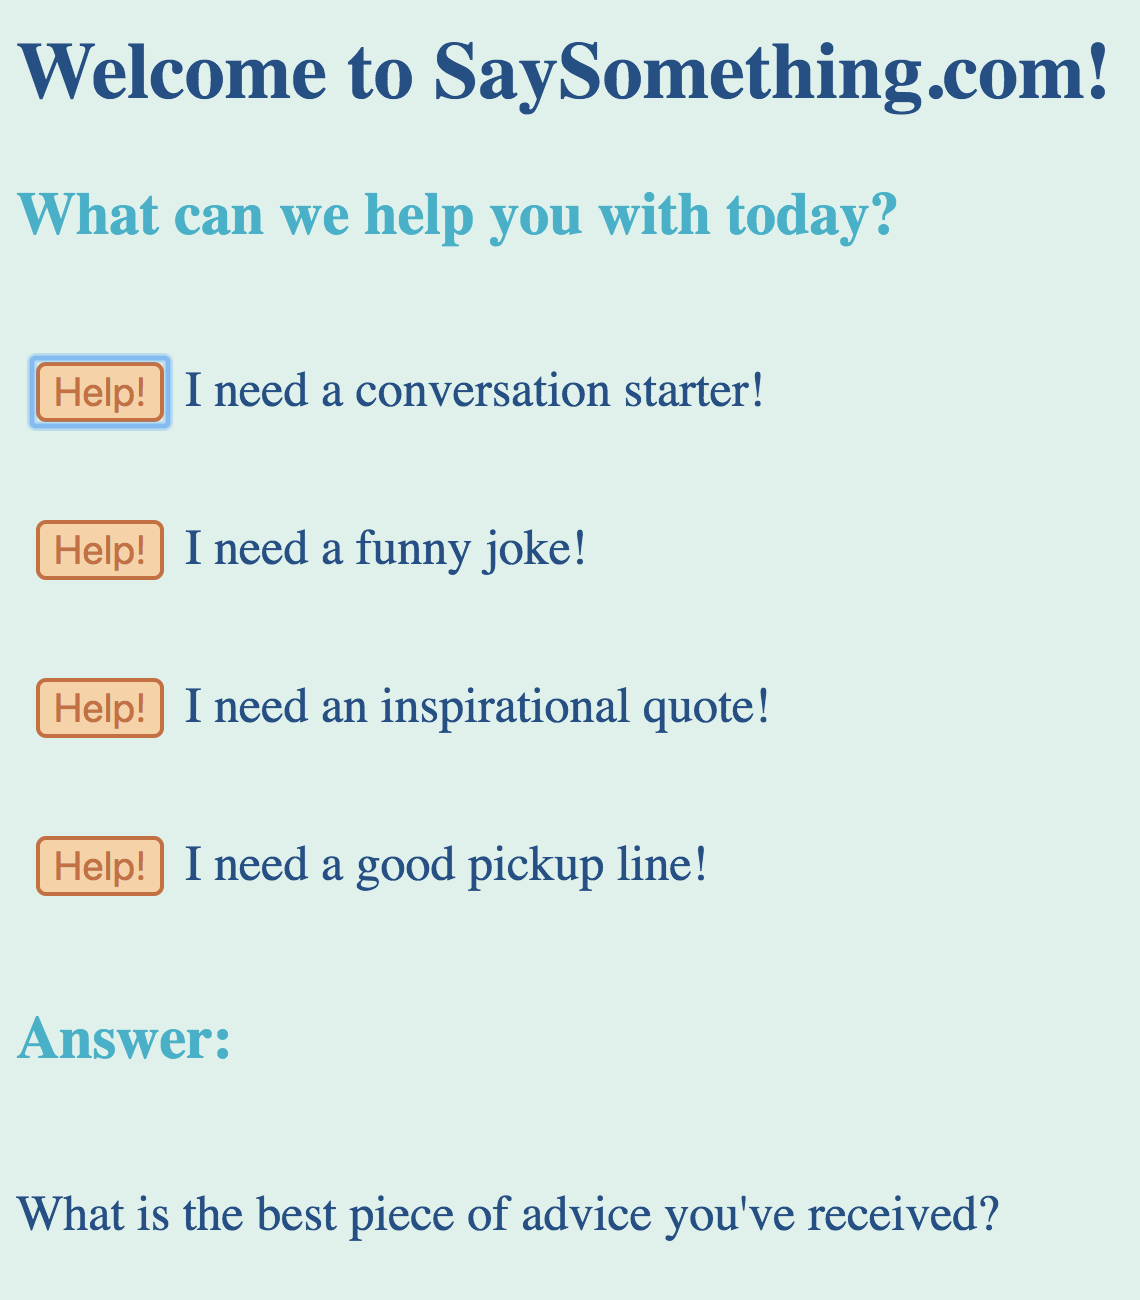 Welcome to SaySomething.com!
What can we help you with today?
Help! I need a conversation starter!
Help! I need a funny joke!
Help! I need an inspirational quote!
Help! I need a good pickup line!
Answer:
What is the best piece of advice you've received?